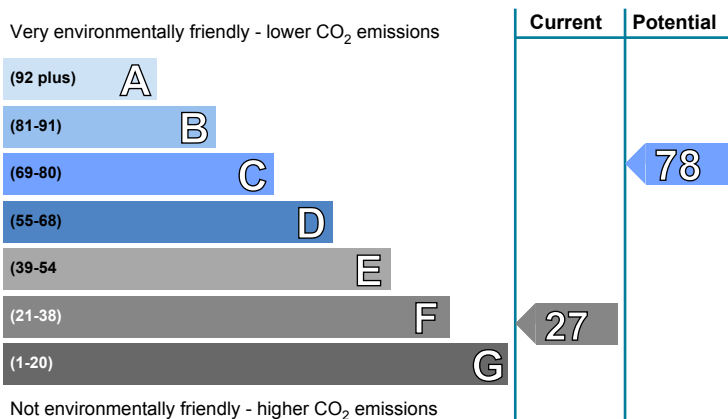 Current Potential
Very environmentally friendly - lower CO2 emissions
(92 plus) A
(81-91) B
(69-80) C
78
(55-68) D
(39-54 E
(21-38) F
27
(1-20) G
Not environmentally friendly - higher CO2 emissions